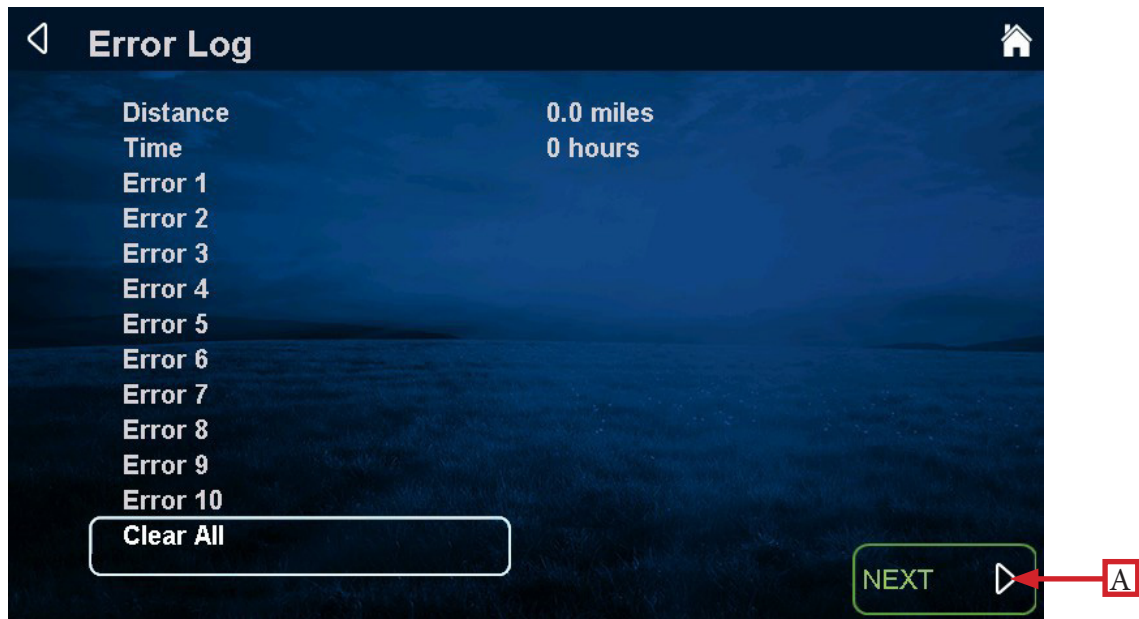 Error Log
Distance 0.0 miles
Time 0 hours
Error 1
Error 2
Error 3
Error 4
Error 5
Error 6
Error 7
Error 8
Error 9
Error 10
Clear All
NEXT
A